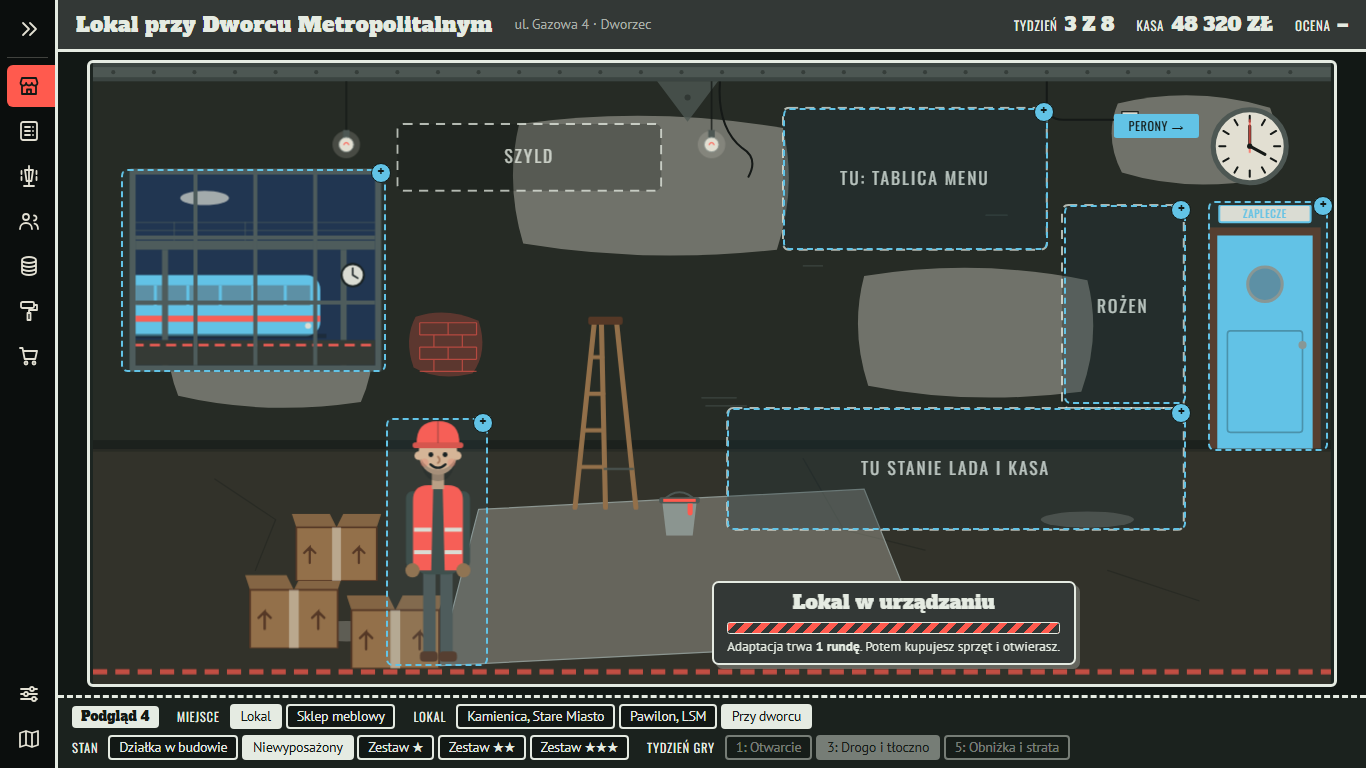 Lokal przy Dworcu Metropolitalnym
ul. Gazowa 4 · Dworzec
TYDZIEŃ 3 Z 8
KASA 48 320 ZŁ
OCENA –
SZYLD
TU: TABLICA MENU
PERONY →
ZAPLECZE
ROŻEN
TU STANIE LADA I KASA
Lokal w urządzaniu
Adaptacja trwa 1 rundę. Potem kupujesz sprzęt i otwierasz.
Podgląd 4 MIEJSCE Lokal Sklep meblowy LOKAL Kamienica, Stare Miasto Pawilon, LSM Przy dworcu
STAN Działka w budowie Niewyposażony Zestaw ★ Zestaw ★★ Zestaw ★★★ TYDZIEŃ GRY 1: Otwarcie 3: Drogo i tłoczno 5: Obniżka i strata